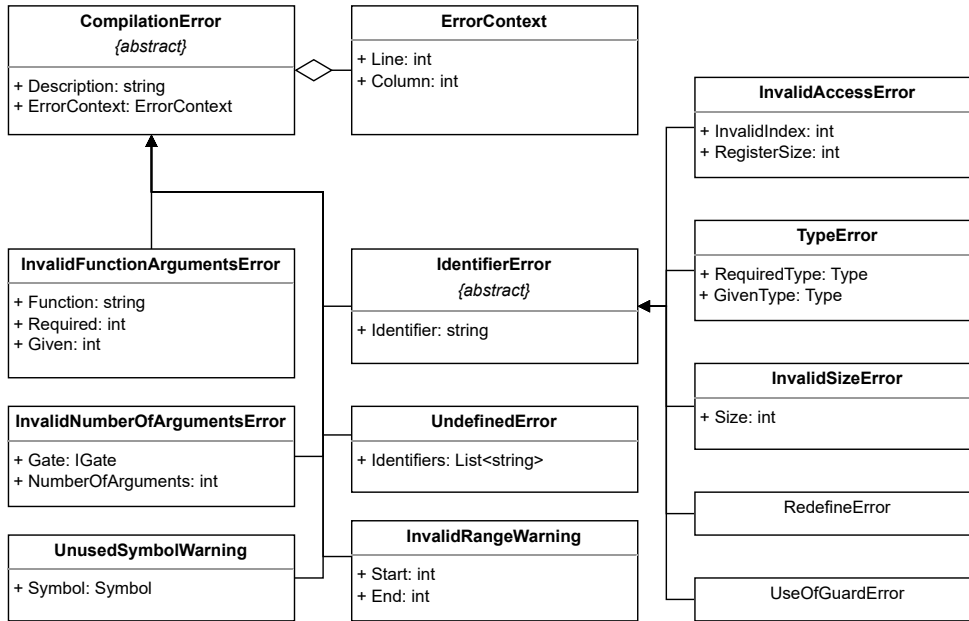 CompilationError
{abstract}
+ Description: string
+ ErrorContext: ErrorContext
ErrorContext
+ Line: int
+ Column: int
InvalidAccessError
+ InvalidIndex: int
+ RegisterSize: int
InvalidFunctionArgumentsError
+ Function: string
+ Required: int
+ Given: int
IdentifierError
{abstract}
+ Identifier: string
TypeError
+ RequiredType: Type
+ GivenType: Type
InvalidSizeError
+ Size: int
InvalidNumberOfArgumentsError
+ Gate: IGate
+ NumberOfArguments: int
UndefinedError
+ Identifiers: List<string>
RedefineError
UnusedSymbolWarning
+ Symbol: Symbol
InvalidRangeWarning
+ Start: int
+ End: int
UseOfGuardError